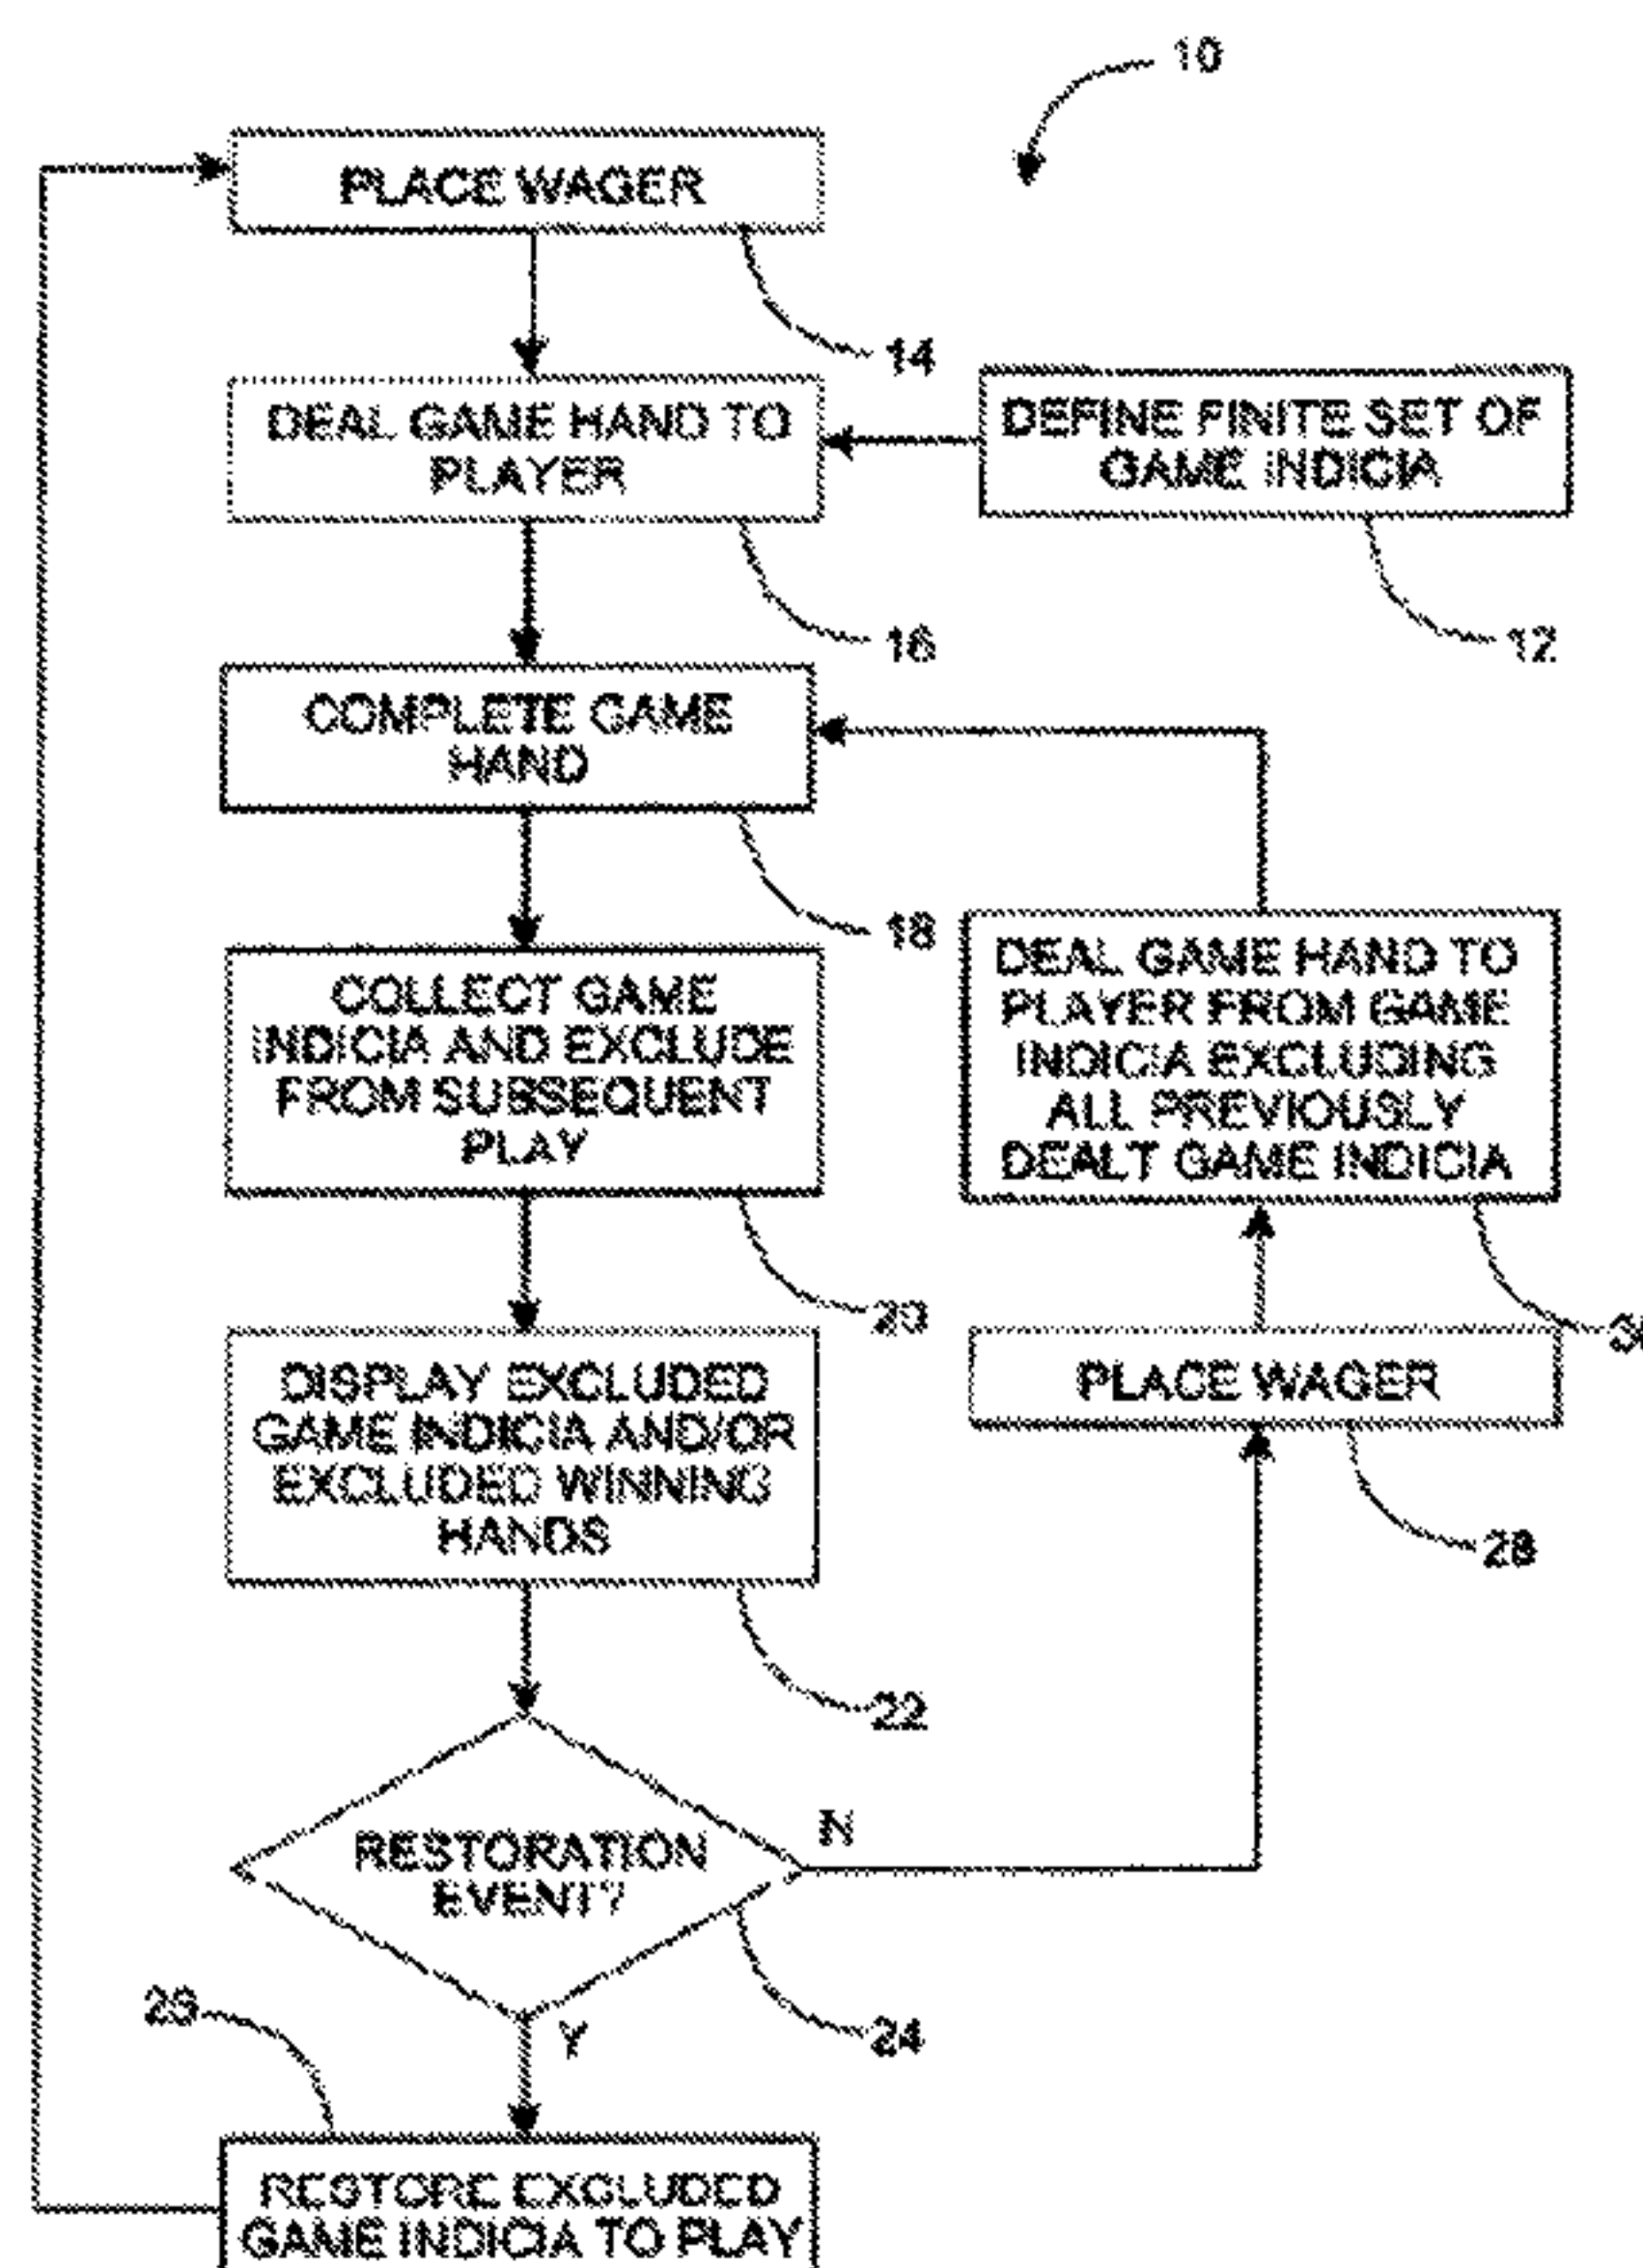 10
PLACE WAGER
14
DEAL GAME HAND TO
PLAYER
16
DEFINE FINITE SET OF
GAME INDICIA
12
COMPLETE GAME
HAND
18
COLLECT GAME
INDICIA AND EXCLUDE
FROM SUBSEQUENT
PLAY
20
DEAL GAME HAND TO
PLAYER FROM GAME
INDICIA EXCLUDING
ALL PREVIOUSLY
DEALT GAME INDICIA
DISPLAY EXCLUDED
GAME INDICIA AND/OR
EXCLUDED WINNING
HANDS
22
PLACE WAGER
28
RESTORATION
EVENT?
N
Y
24
RESTORE EXCLUDED
GAME INDICIA TO PLAY